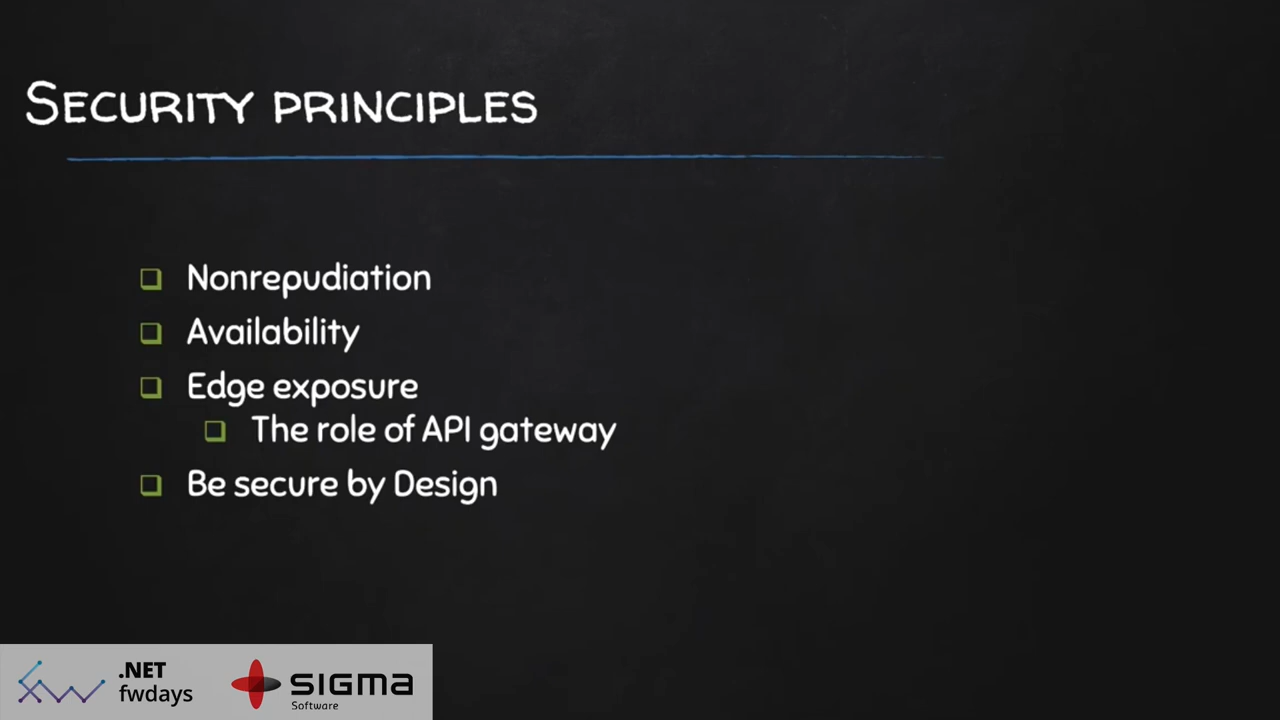 Security principles
Nonrepudiation
Availability
Edge exposure
The role of API gateway
Be secure by Design
.NET
fwdays
SIGMA
Software